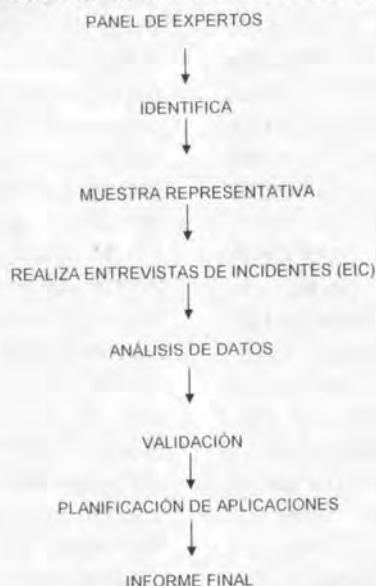 PANEL DE EXPERTOS
IDENTIFICA
MUESTRA REPRESENTATIVA
REALIZA ENTREVISTAS DE INCIDENTES (EIC)
ANÁLISIS DE DATOS
VALIDACIÓN
PLANIFICACIÓN DE APLICACIONES
INFORME FINAL